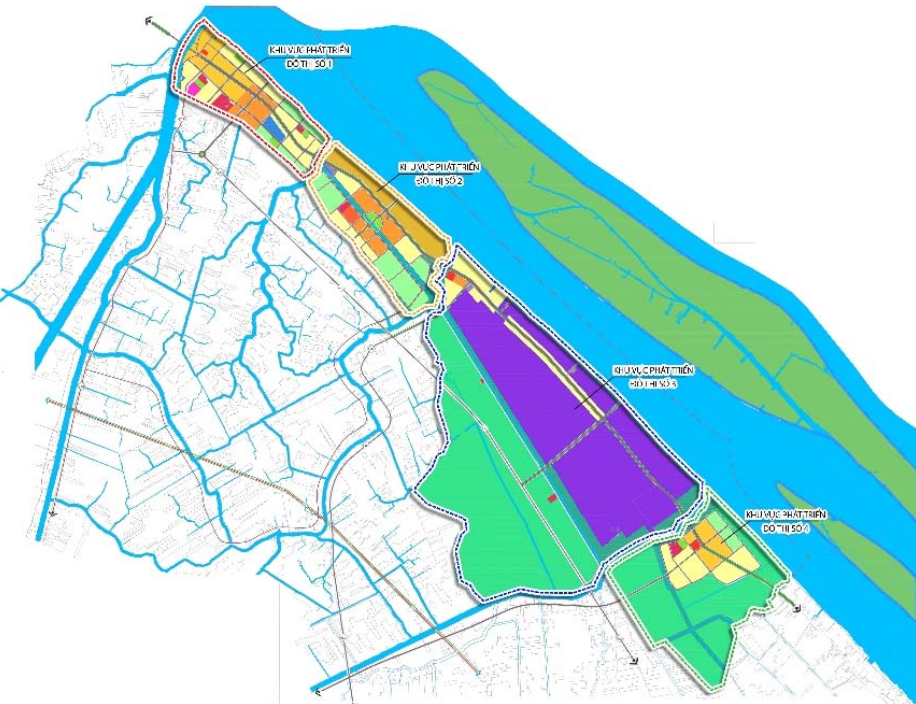 KHU VỰC PHÁT TRIỂN
ĐÔ THỊ SỐ 1
KHU VỰC PHÁT TRIỂN
ĐÔ THỊ SỐ 2
KHU VỰC PHÁT TRIỂN
ĐÔ THỊ SỐ 3
KHU VỰC PHÁT TRIỂN
ĐÔ THỊ SỐ 4